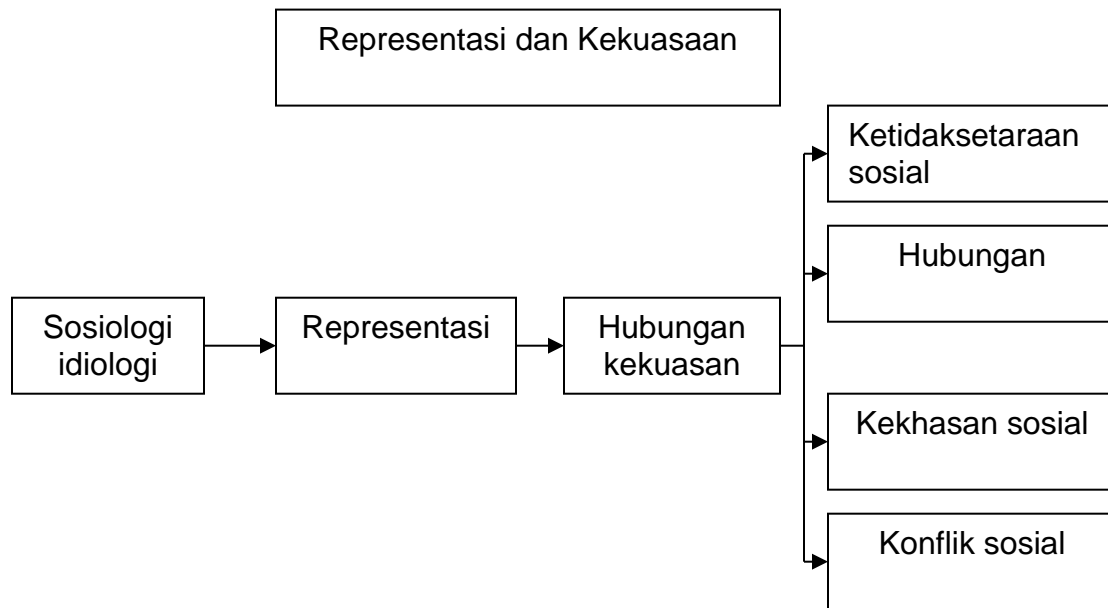 Representasi dan Kekuasaan
Ketidaksetaraan
sosial
Hubungan
Sosiologi
idiologi
Representasi
Hubungan
kekuasan
Kekhasan sosial
Konflik sosial